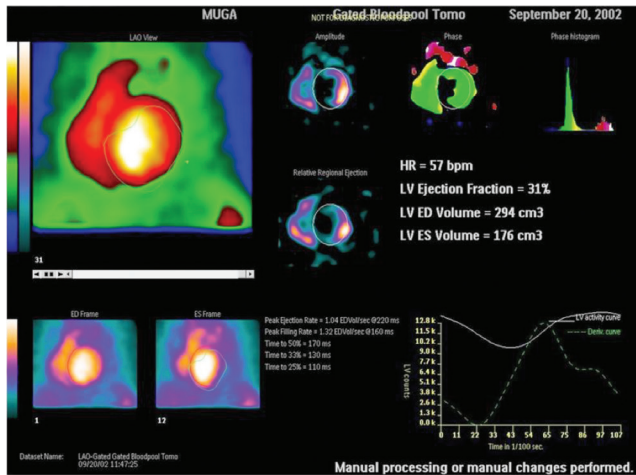 MUGA
Gated Bloodpool Tomo
September 20, 2002
LAO View
Amplitude
Phase
Phase histogram
Relative Regional Ejection
HR = 57 bpm
LV Ejection Fraction = 31%
LV ED Volume = 294 cm3
LV ES Volume = 176 cm3
31
ED Frame
ES Frame
1
12
Peak Ejection Rate = 1.04 EDVol/sec @220 ms
Peak Filling Rate = 1.32 EDVol/sec @160 ms
Time to 50% = 170 ms
Time to 33% = 130 ms
Time to 25% = 110 ms
LV activity curve
Deriv. curve
LV counts
12.8 k
11.5 k
10.2 k
9.0 k
7.7 k
6.4 k
5.1 k
3.8 k
2.6 k
1.3 k
0.0 k
0 11 22 33 43 54 65 75 86 97 107
Time in 1/100 sec.
Dataset Name: LAO-Gated Gated Bloodpool Tomo
09/20/02 11:47:25
Manual processing or manual changes performed.